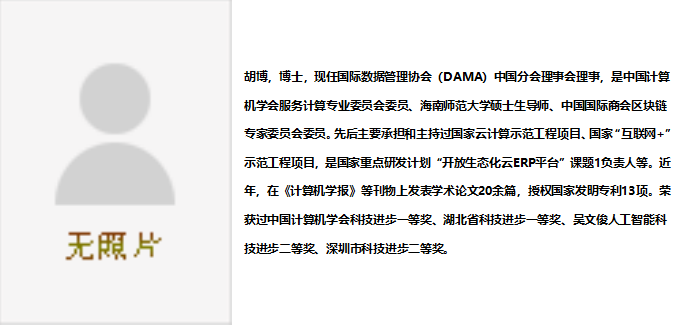 无照片
胡博，博士，现任国际数据管理协会（DAMA）中国分会理事会理事，是中国计算
机学会服务计算专业委员会委员、海南师范大学硕士生导师、中国国际商会区块链
专家委员会委员。先后主要承担和主持过国家云计算示范工程项目、国家“互联网+”
示范工程项目，是国家重点研发计划“开放生态化云ERP平台”课题1负责人等。近
年，在《计算机学报》等刊物上发表学术论文20余篇，授权国家发明专利13项。荣
获过中国计算机学会科技进步一等奖、湖北省科技进步一等奖、吴文俊人工智能科
技进步二等奖、深圳市科技进步二等奖。